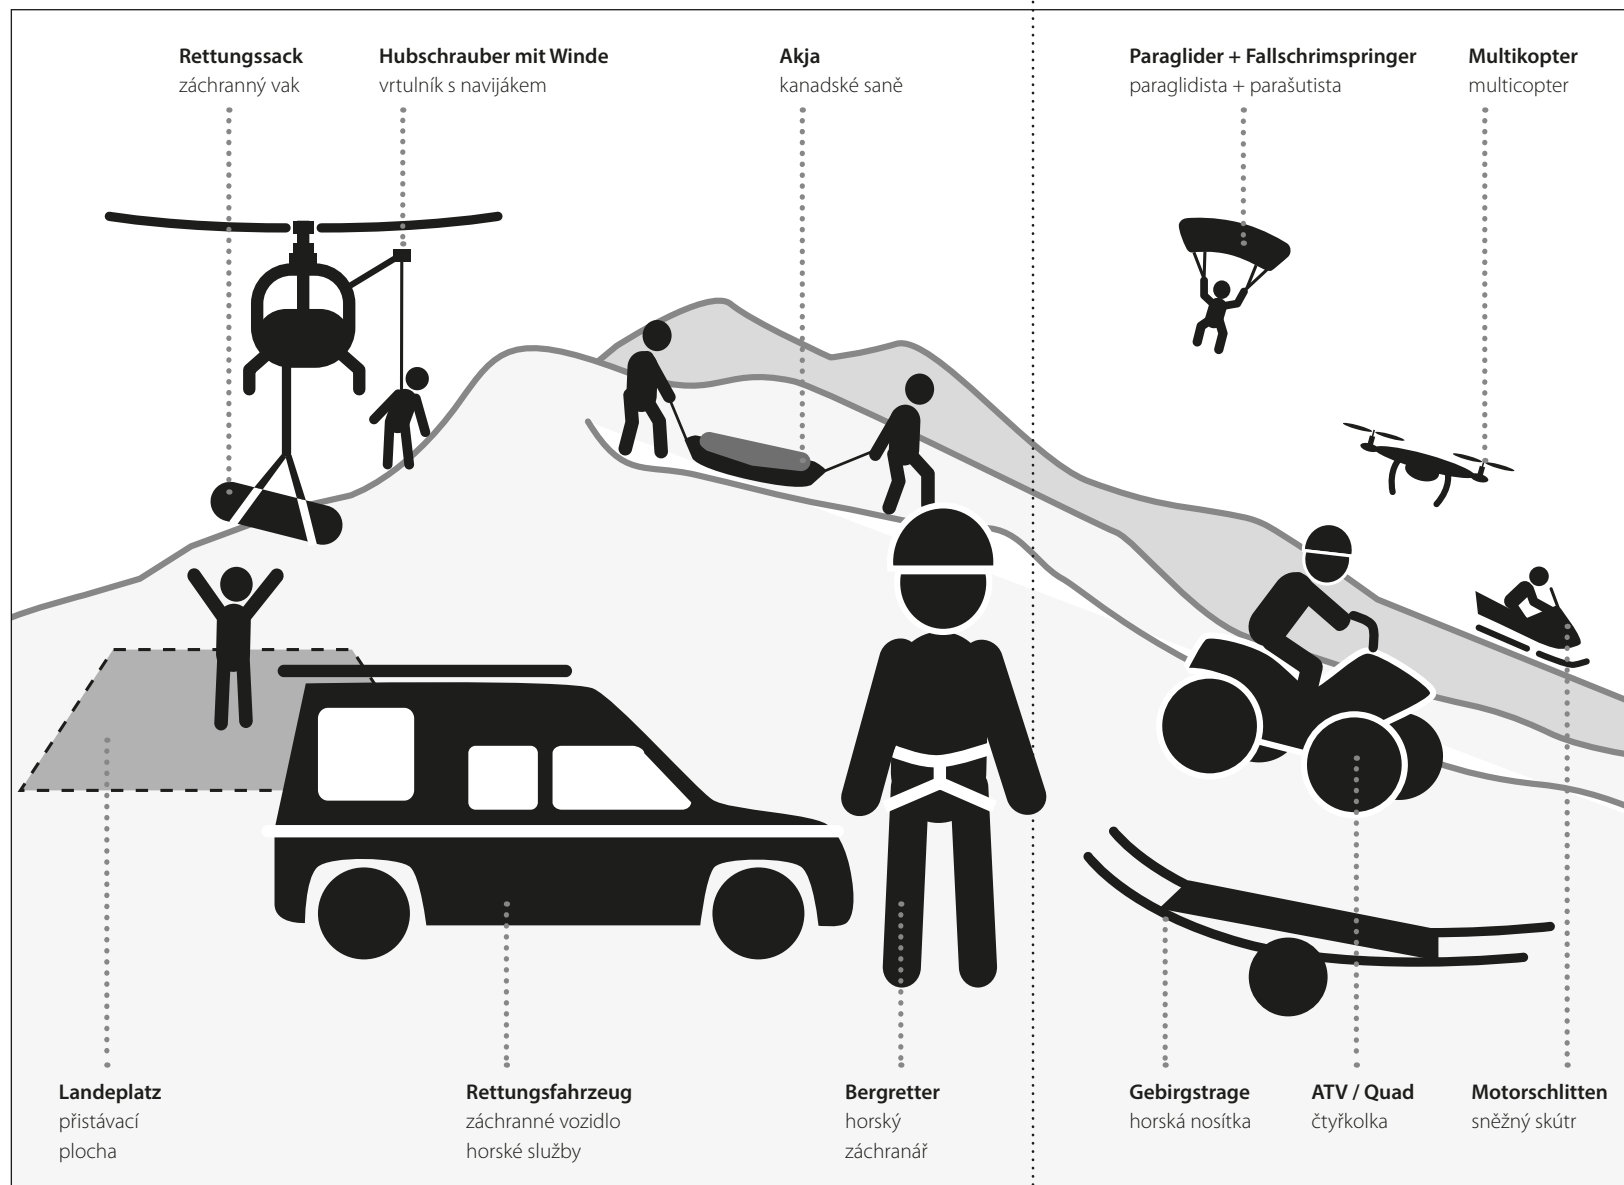 Rettungssack
záchranný vak
Hubschrauber mit Winde
vrtulník s navijákem
Akja
kanadské saně
Paraglider + Fallschrimspringer
paraglidista + parašutista
Multikopter
multicopter
Landeplatz
přistávací
plocha
Rettungsfahrzeug
záchranné vozidlo
horské služby
Bergretter
horský
záchranář
Gebirgstrage
horská nosítka
ATV / Quad
čtyřkolka
Motorschlitten
sněžný skútr